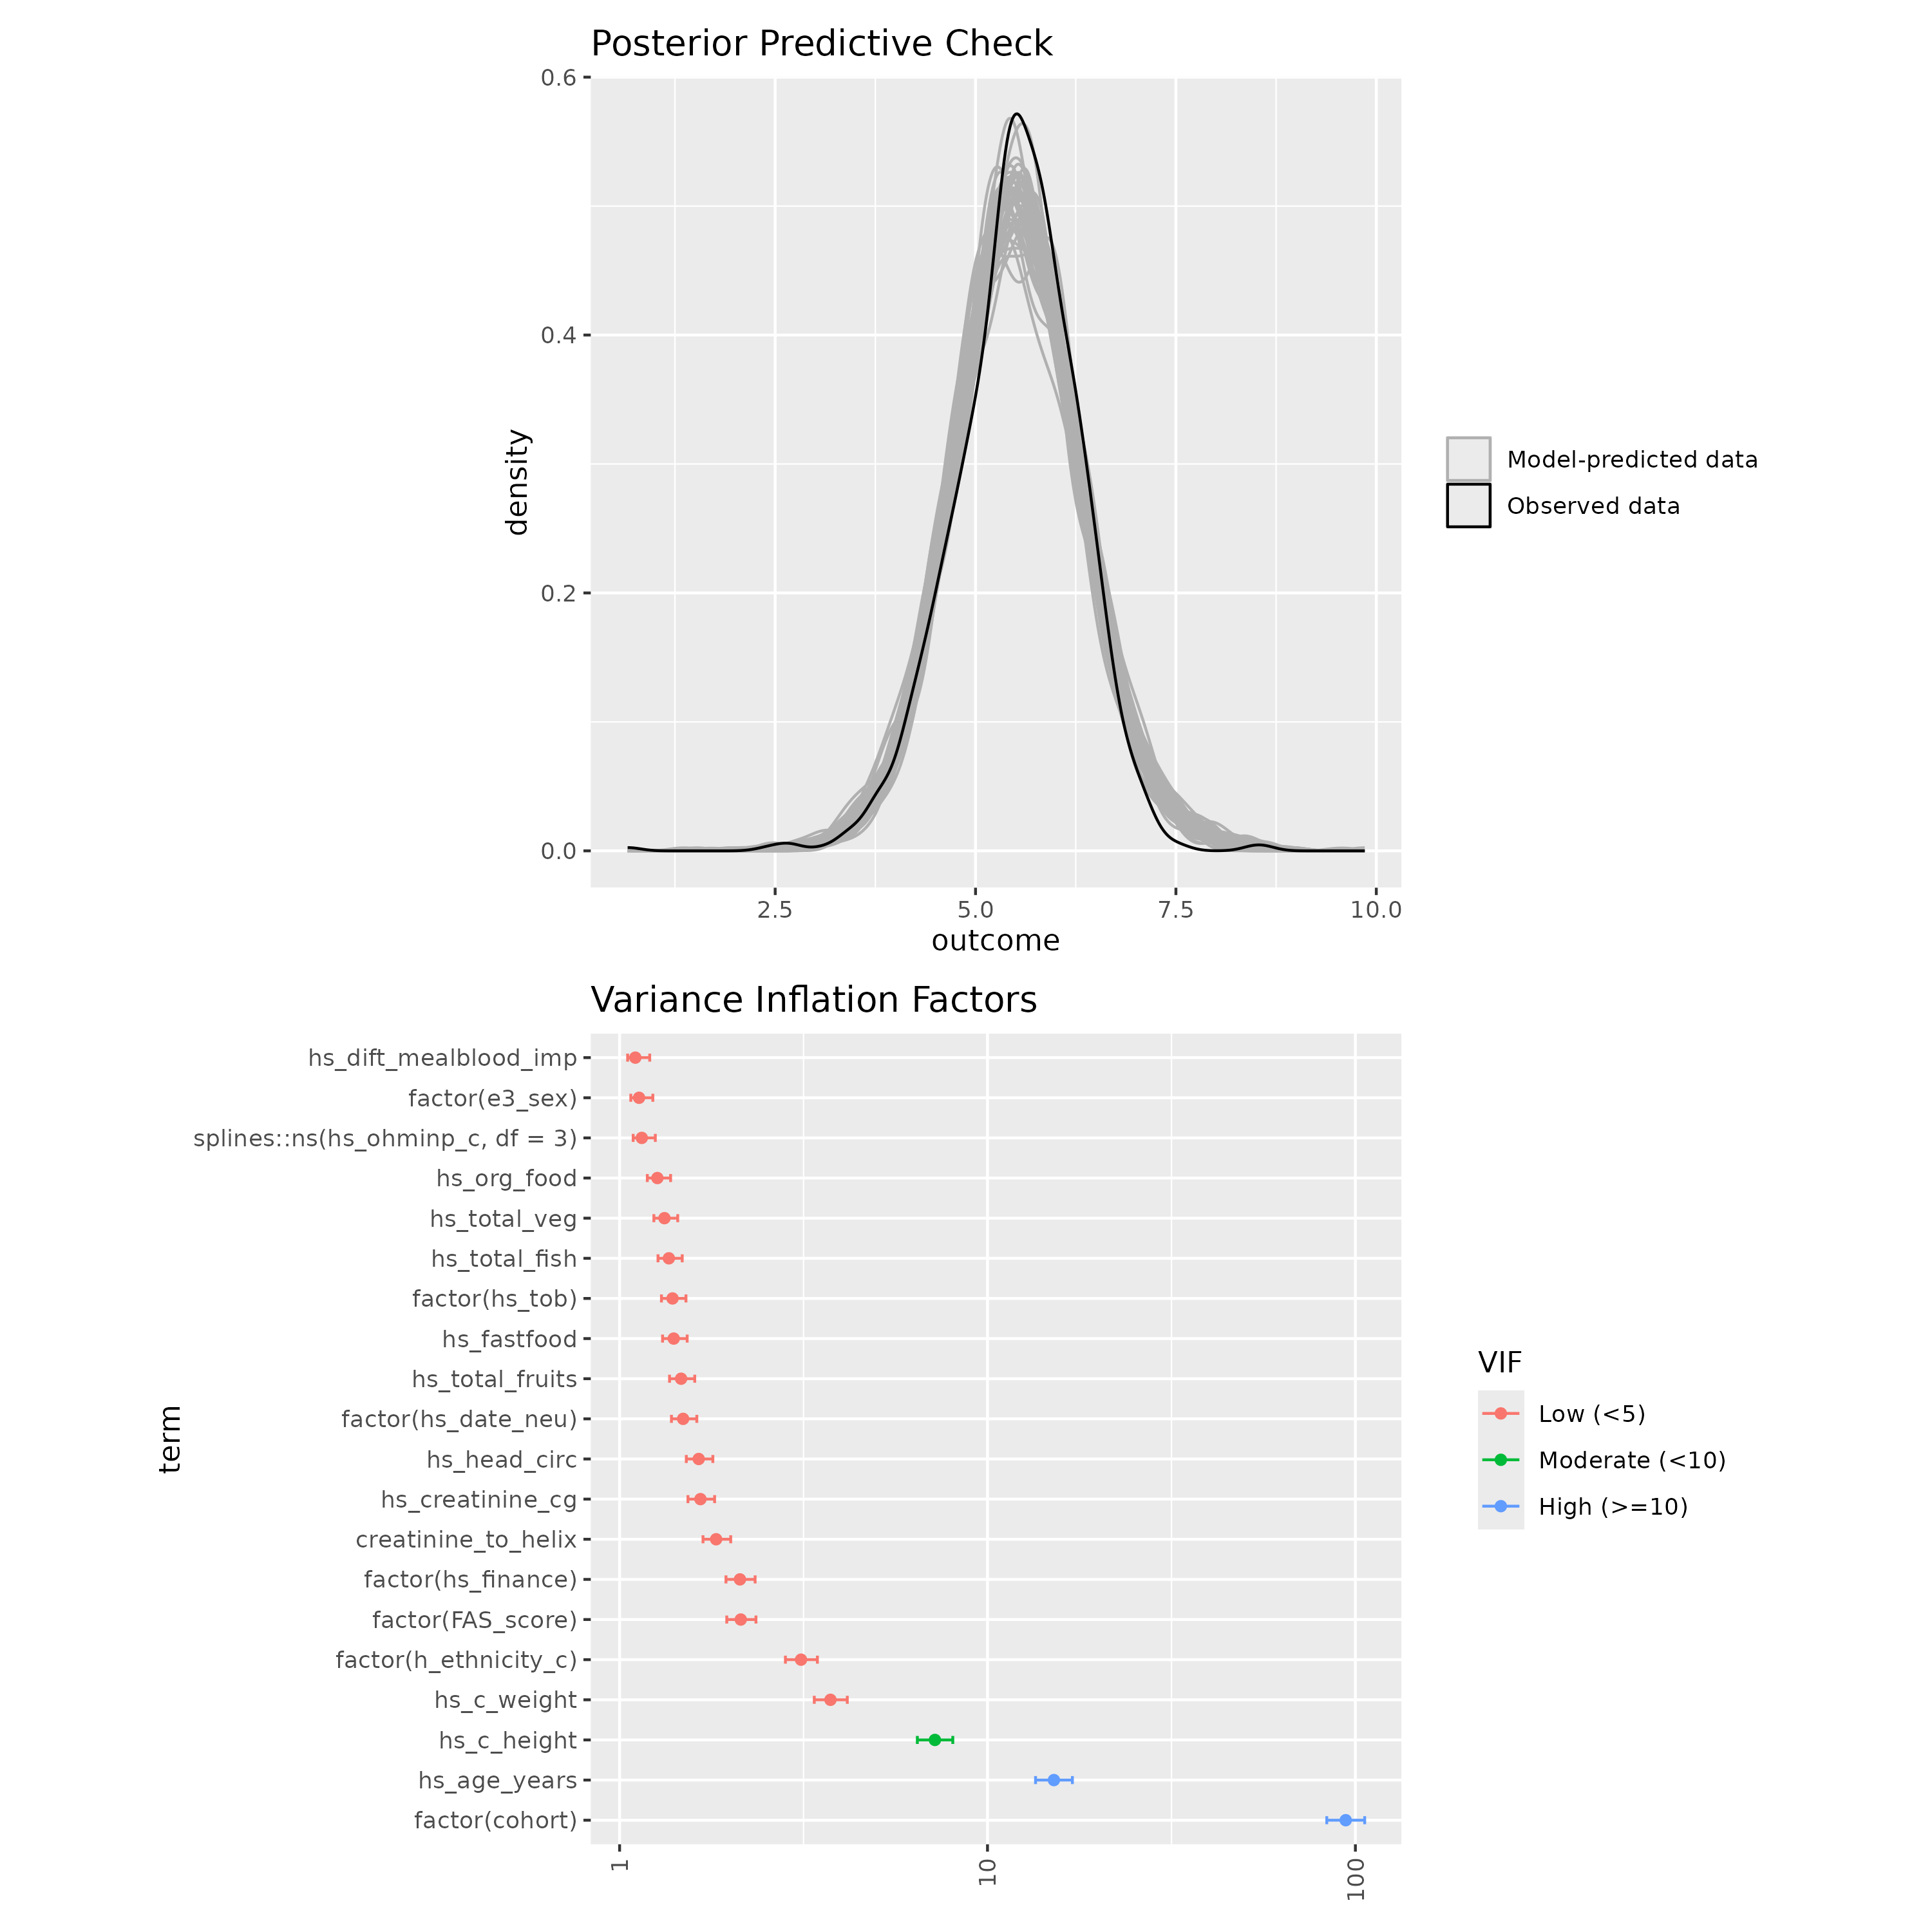 Posterior Predictive Check
0.6
0.4
0.2
0.0
density
2.5 5.0 7.5 10.0
outcome
Model-predicted data
Observed data
Variance Inflation Factors
hs_dift_mealblood_imp
factor(e3_sex)
splines::ns(hs_ohminp_c, df = 3)
hs_org_food
hs_total_veg
hs_total_fish
factor(hs_tob)
hs_fastfood
hs_total_fruits
factor(hs_date_neu)
hs_head_circ
hs_creatinine_cg
creatinine_to_helix
factor(hs_finance)
factor(FAS_score)
factor(h_ethnicity_c)
hs_c_weight
hs_c_height
hs_age_years
factor(cohort)
term
1 10 100
VIF
Low (<5)
Moderate (<10)
High (>=10)